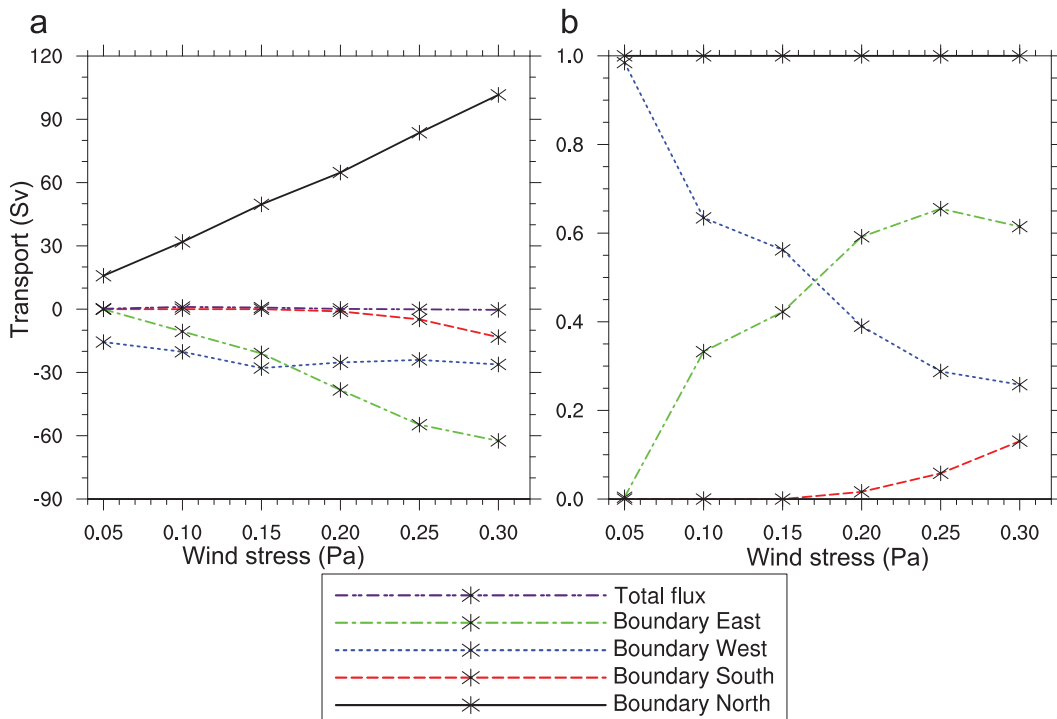 a
b
120
90
60
30
0
-30
-60
-90
Transport (Sv)
0.05 0.10 0.15 0.20 0.25 0.30
Wind stress (Pa)
1.0
0.8
0.6
0.4
0.2
0.0
0.05 0.10 0.15 0.20 0.25 0.30
Wind stress (Pa)
Total flux
Boundary East
Boundary West
Boundary South
Boundary North